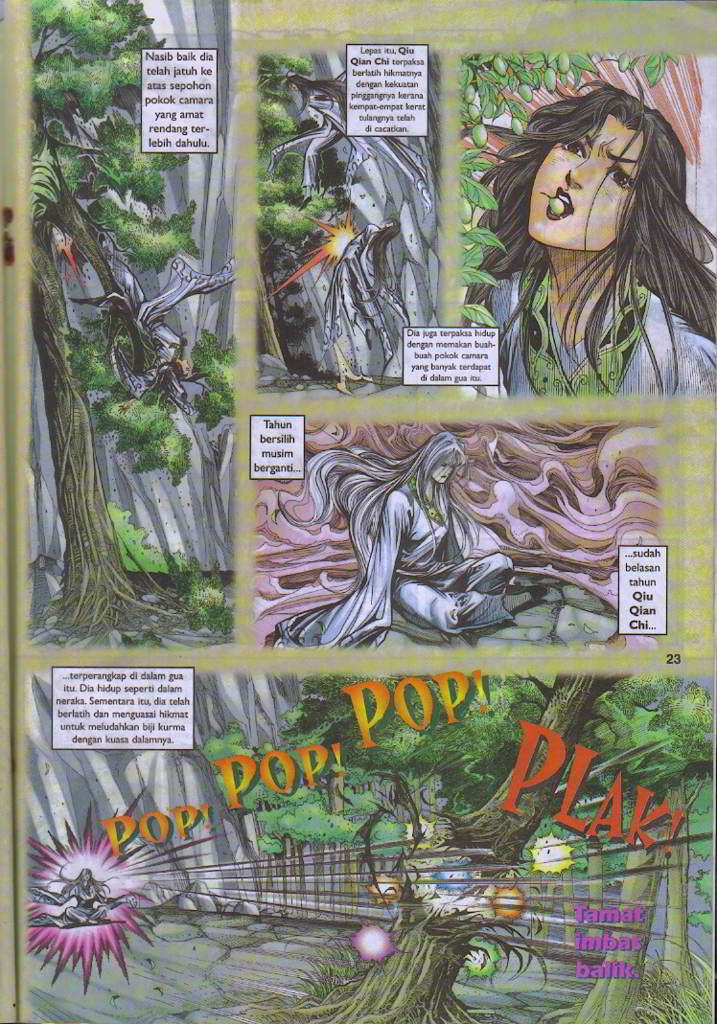 Nasib baik dia
telah jatuh ke
atas sepohon
pokok camara
yang amat
rendang ter-
lebih dahulu.
Lepas itu, Qiu
Qian Chi terpaksa
berlatih hikmatnya
dengan kekuatan
pinggangnya kerana
kempat-empat kerat
tulangnya telah
di cacatkan.
Dia juga terpaksa hidup
dengan memakan buah-
buah pokok camara
yang banyak terdapat
di dalam gua itu.
Tahun
bersilih
musim
berganti...
...sudah
belasan
tahun
Qiu
Qian
Chi...
23
...terperangkap di dalam gua
itu. Dia hidup seperti dalam
neraka. Sementara itu, dia telah
berlatih dan menguasai hikmat
untuk meludahkan biji kurma
dengan kuasa dalamnya.
POP!
POP!
POP!
POP!
PLAK!
Tamat
imbas
balik.